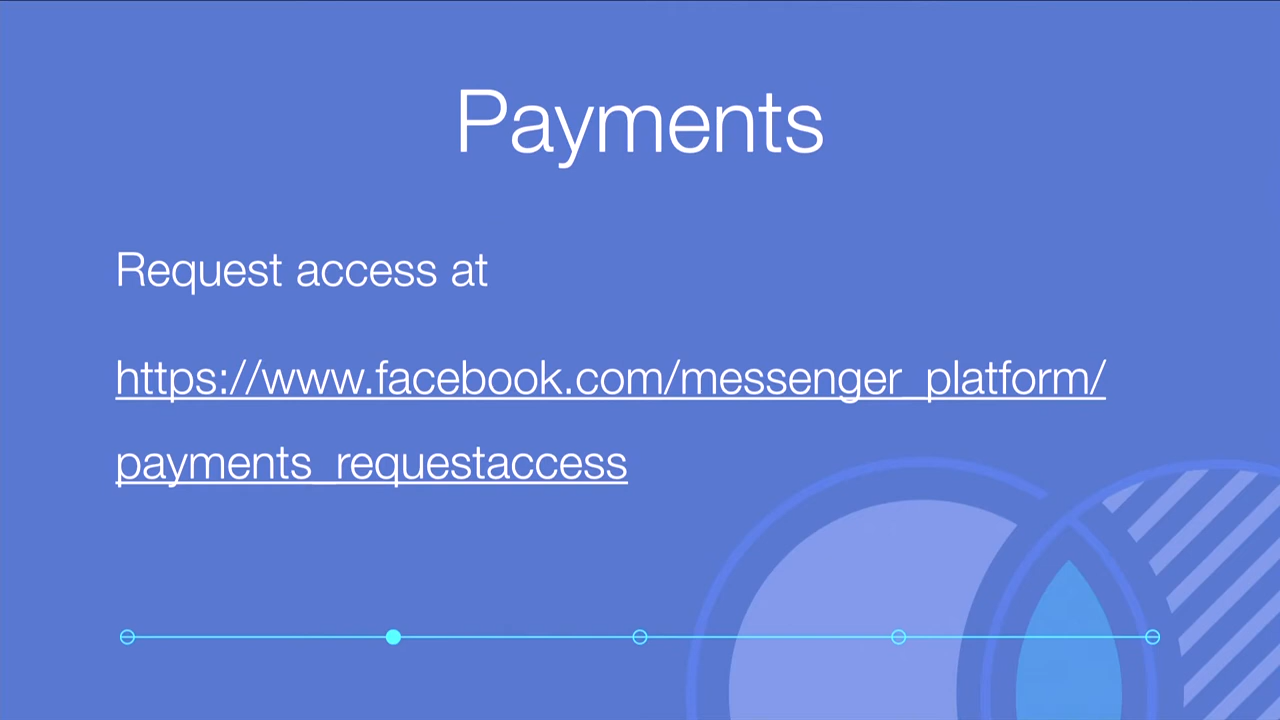 Payments
Request access at
https://www.facebook.com/messenger_platform/
payments_requestaccess